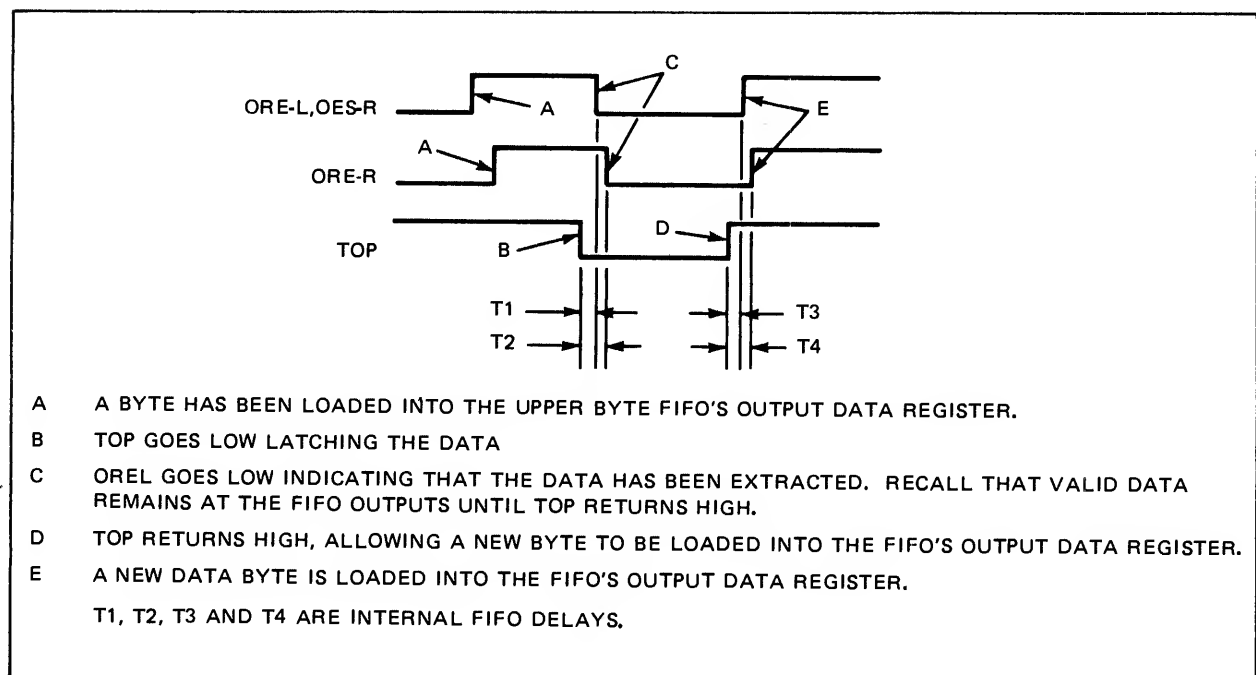 C
ORE-L,OES-R
A
E
A
ORE-R
D
B
TOP
T1
T3
T2
T4
A A BYTE HAS BEEN LOADED INTO THE UPPER BYTE FIFO'S OUTPUT DATA REGISTER.
B TOP GOES LOW LATCHING THE DATA
C OREL GOES LOW INDICATING THAT THE DATA HAS BEEN EXTRACTED. RECALL THAT VALID DATA
REMAINS AT THE FIFO OUTPUTS UNTIL TOP RETURNS HIGH.
D TOP RETURNS HIGH, ALLOWING A NEW BYTE TO BE LOADED INTO THE FIFO'S OUTPUT DATA REGISTER.
E A NEW DATA BYTE IS LOADED INTO THE FIFO'S OUTPUT DATA REGISTER.
T1, T2, T3 AND T4 ARE INTERNAL FIFO DELAYS.